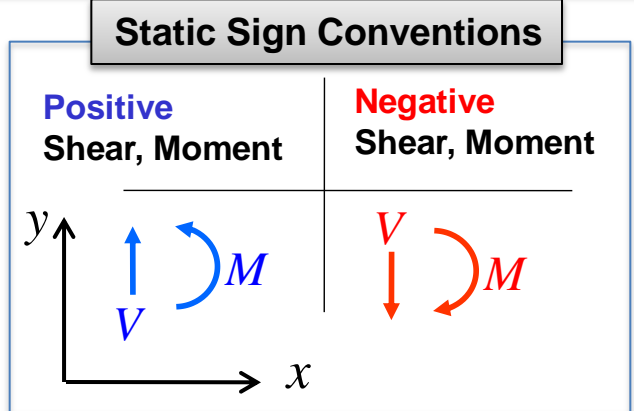 Static Sign Conventions
Positive
Shear, Moment
Negative
Shear, Moment
y
V
M
V
M
x